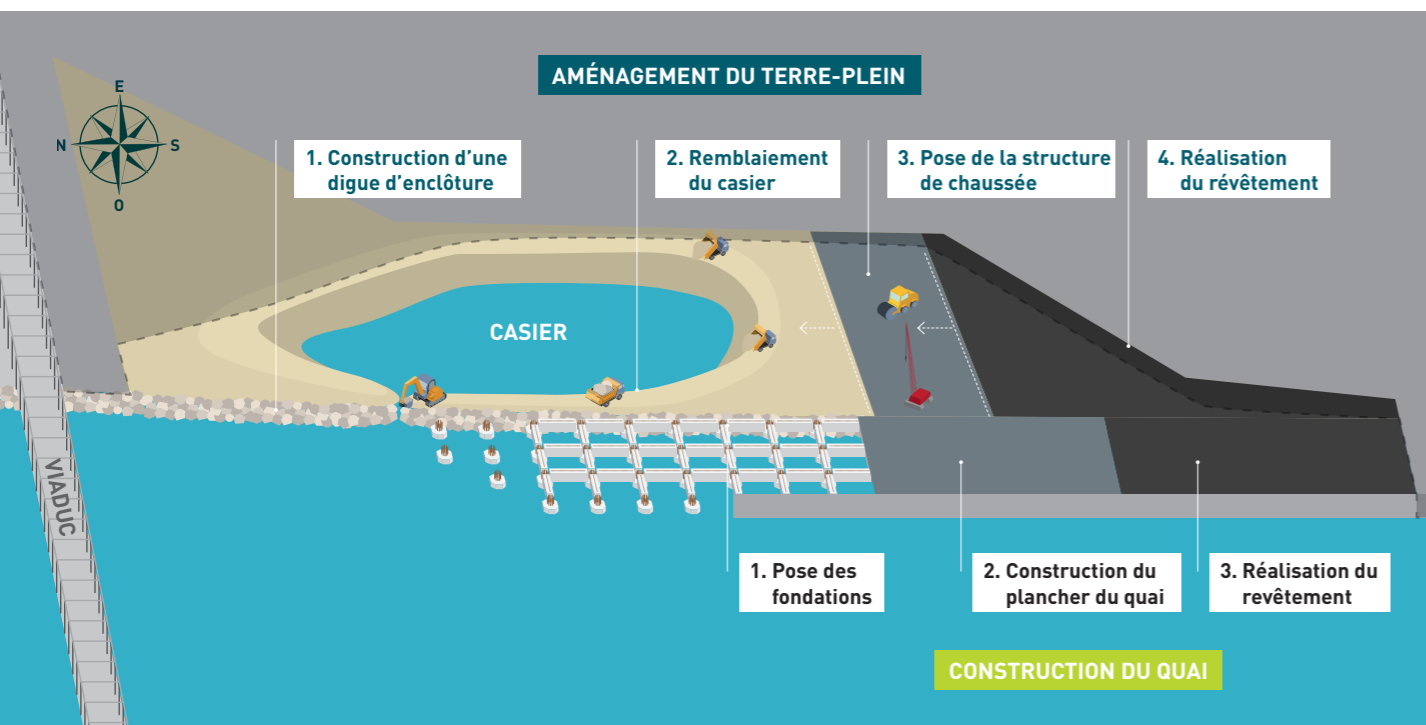 AMÉNAGEMENT DU TERRE-PLEIN
E
N
S
O
1. Construction d'une
digue d'enclôture
2. Remblaiement
du casier
3. Pose de la structure
de chaussée
4. Réalisation
du révêtement
CASIER
VIADUC
1. Pose des
fondations
2. Construction du
plancher du quai
3. Réalisation du
revêtement
CONSTRUCTION DU QUAI